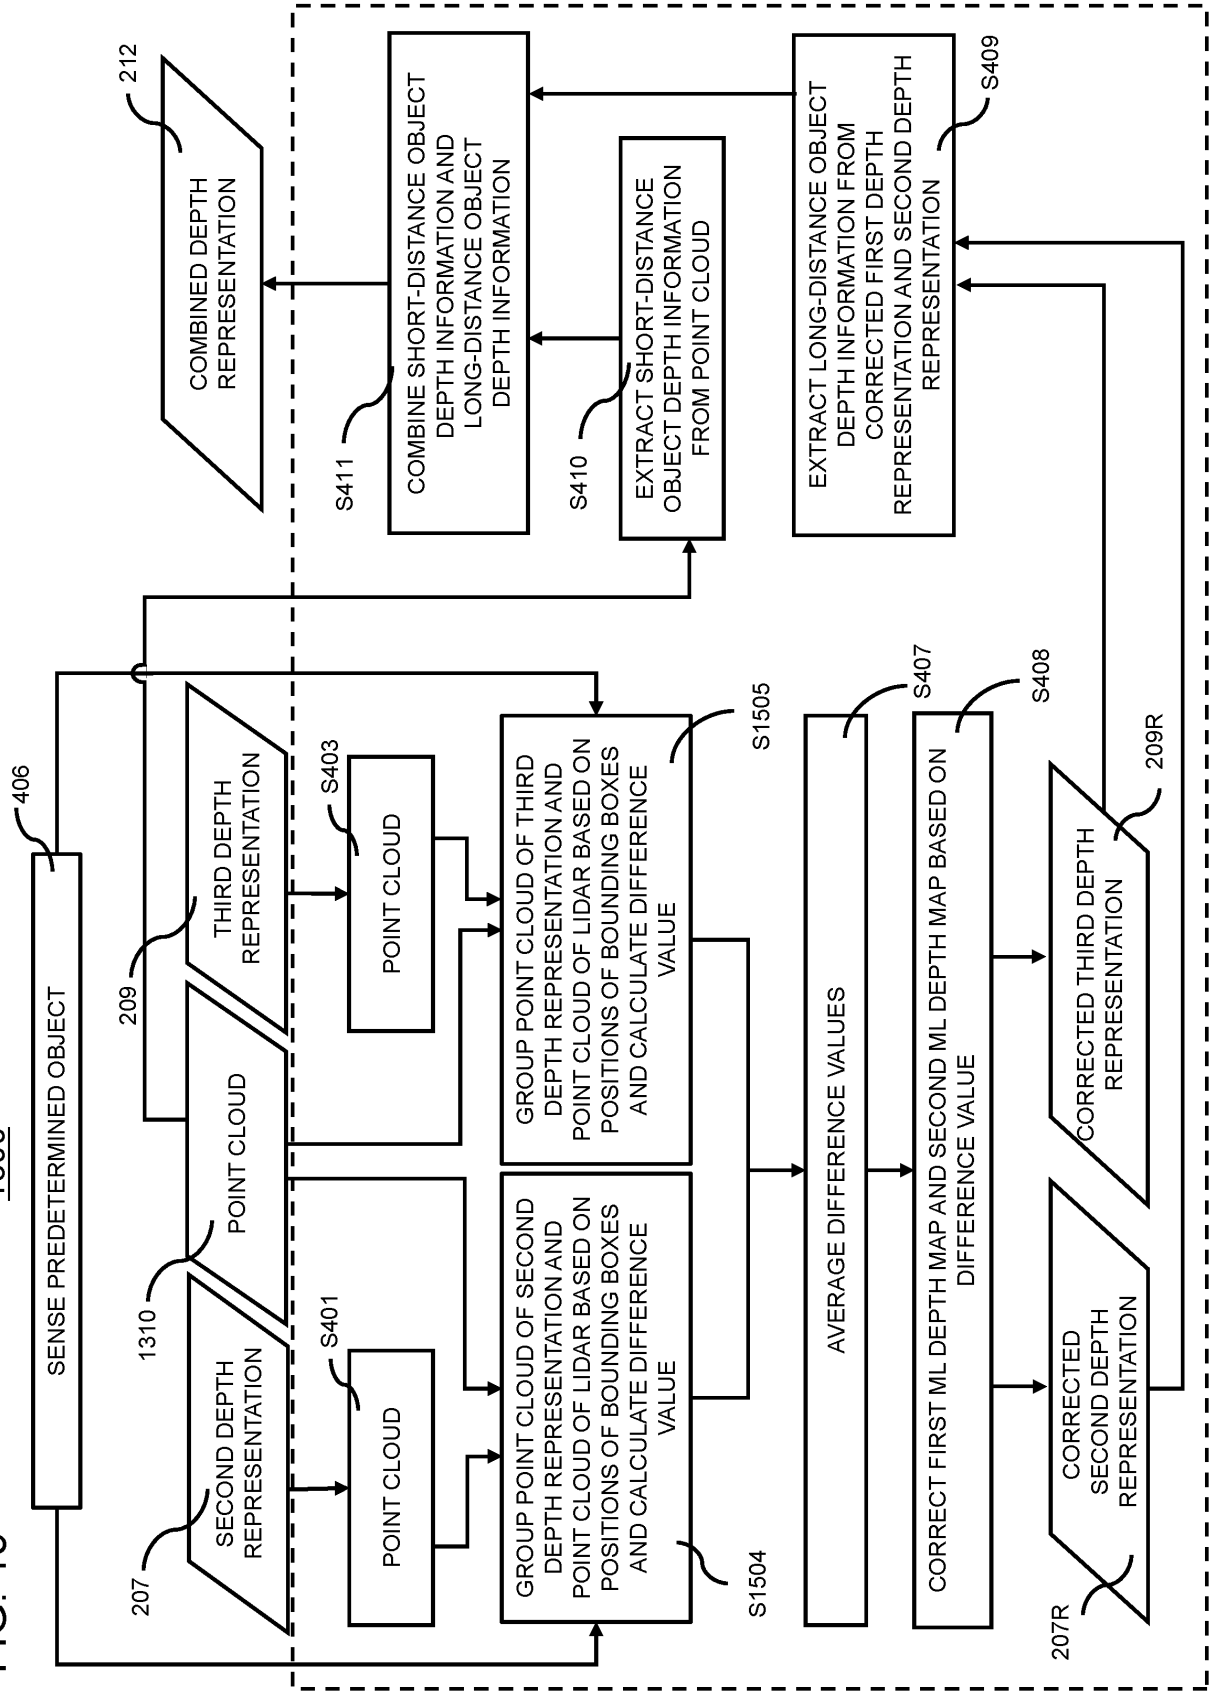 406
SENSE PREDETERMINED OBJECT
207
SECOND DEPTH
REPRESENTATION
1310
POINT CLOUD
209
THIRD DEPTH
REPRESENTATION
S401
POINT CLOUD
S403
POINT CLOUD
GROUP POINT CLOUD OF SECOND
DEPTH REPRESENTATION AND
POINT CLOUD OF LIDAR BASED ON
POSITIONS OF BOUNDING BOXES
AND CALCULATE DIFFERENCE
VALUE
S1504
GROUP POINT CLOUD OF THIRD
DEPTH REPRESENTATION AND
POINT CLOUD OF LIDAR BASED ON
POSITIONS OF BOUNDING BOXES
AND CALCULATE DIFFERENCE
VALUE
S1505
AVERAGE DIFFERENCE VALUES
S407
CORRECT FIRST ML DEPTH MAP AND SECOND ML DEPTH MAP BASED ON
DIFFERENCE VALUE
S408
207R
CORRECTED
SECOND DEPTH
REPRESENTATION
CORRECTED THIRD DEPTH
REPRESENTATION
209R
212
COMBINED DEPTH
REPRESENTATION
S411
COMBINE SHORT-DISTANCE OBJECT
DEPTH INFORMATION AND
LONG-DISTANCE OBJECT
DEPTH INFORMATION
S410
EXTRACT SHORT-DISTANCE
OBJECT DEPTH INFORMATION
FROM POINT CLOUD
EXTRACT LONG-DISTANCE OBJECT
DEPTH INFORMATION FROM
CORRECTED FIRST DEPTH
REPRESENTATION AND SECOND DEPTH
REPRESENTATION
S409